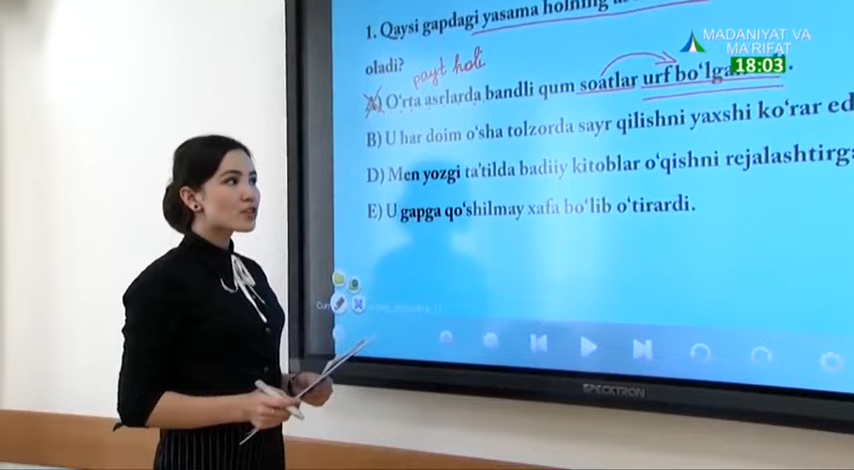 1. Qaysi gapdagi yasama holning
MADANIYAT VA
MA'RIFAT
18:03
oladi?
payt holi
A) O'rta asrlarda bandli qum soatlar urf bo'lgan edi.
B) U har doim o'sha tolzorda sayr qilishni yaxshi ko'rar
D) Men yozgi ta'tilda badiiy kitoblar o'qishni rejalashtirga
E) U gapga qo'shilmay xafa bo'lib o'tirardi.
SPECKTRON